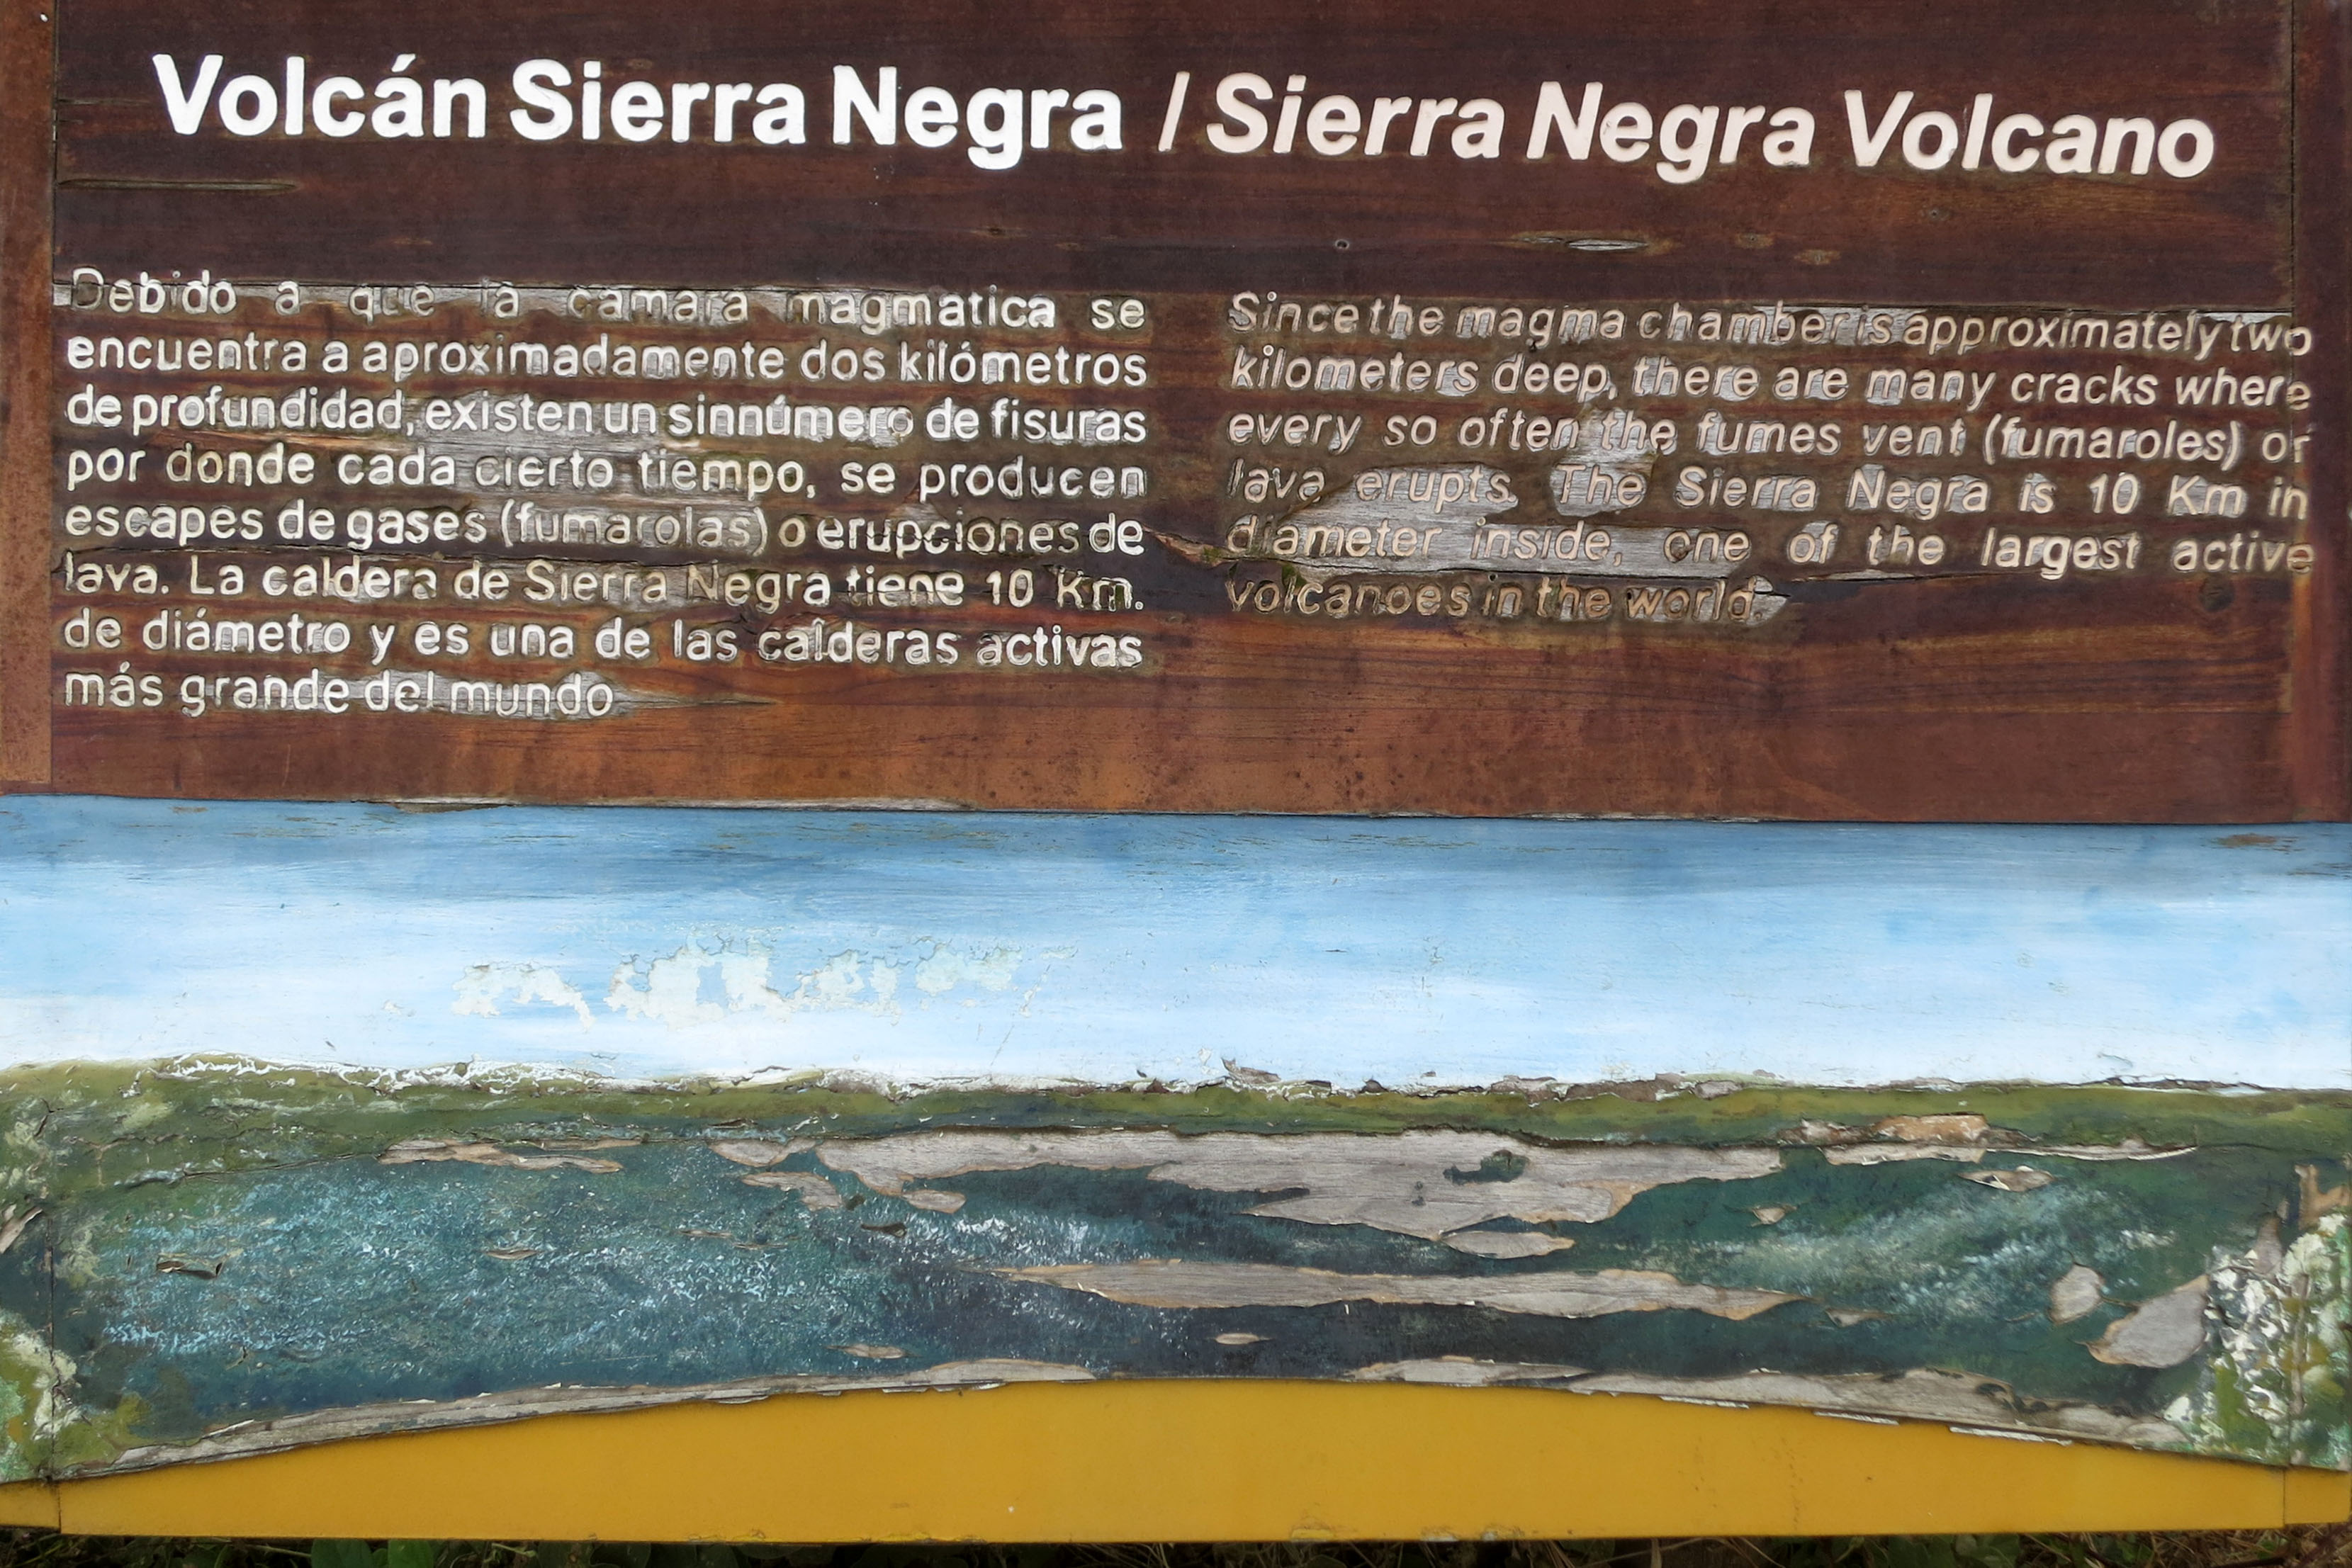 Volcán Sierra Negra / Sierra Negra Volcano
Debido a que la cámara magmatica se
encuentra a aproximadamente dos kilómetros
de profundidad, existen un sinnúmero de fisuras
por donde cada cierto tiempo, se producen
escapes de gases (fumarolas) o erupciones de
lava. La caldera de Sierra Negra tiene 10 Km.
de diámetro y es una de las calderas activas
más grande del mundo
Since the magma chamber is approximately two
kilometers deep, there are many cracks where
every so often the fumes vent (fumaroles) or
lava erupts. The Sierra Negra is 10 Km in
diameter inside, one of the largest active
volcanoes in the world.